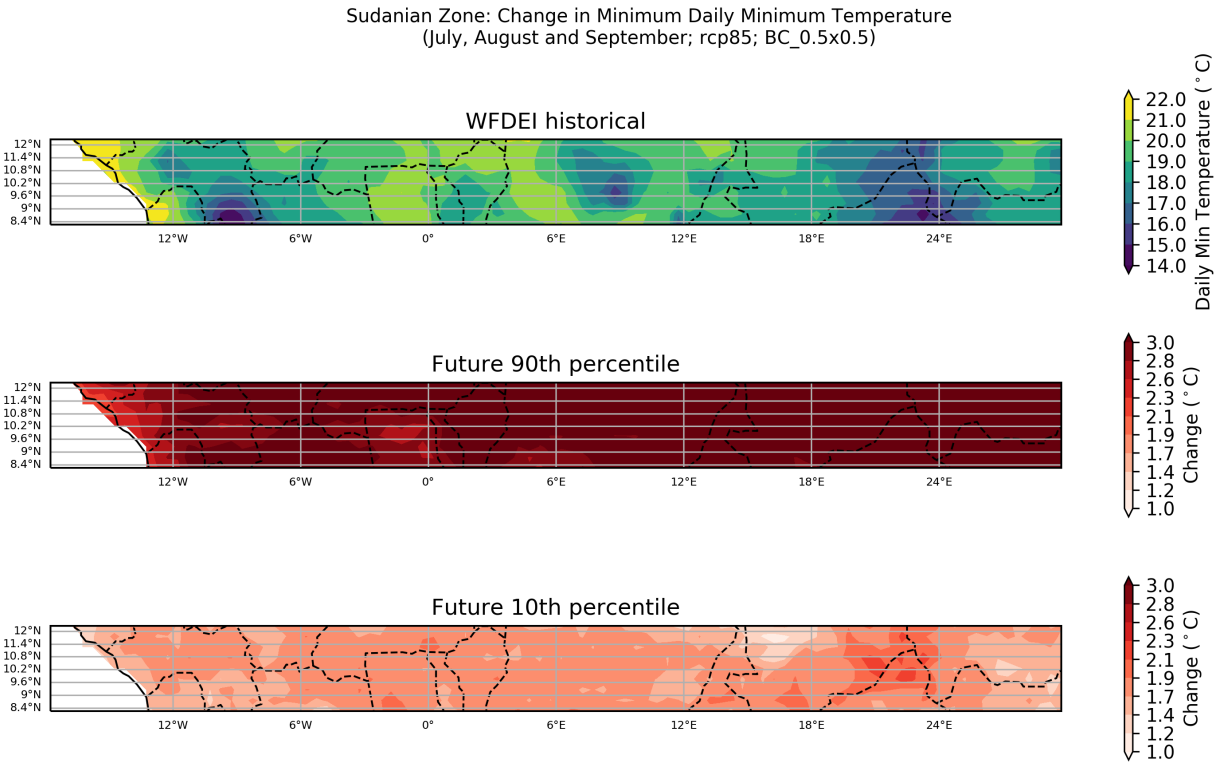 Sudanian Zone: Change in Minimum Daily Minimum Temperature
(July, August and September; rcp85; BC_0.5x0.5)
WFDEI historical
12°N
11.4°N
10.8°N
10.2°N
9.6°N
9°N
8.4°N
12°W 6°W 0° 6°E 12°E 18°E 24°E
22.0
21.0
20.0
19.0
18.0
17.0
16.0
15.0
14.0
Daily Min Temperature (°C)
Future 90th percentile
12°N
11.4°N
10.8°N
10.2°N
9.6°N
9°N
8.4°N
12°W 6°W 0° 6°E 12°E 18°E 24°E
3.0
2.8
2.6
2.3
2.1
1.9
1.7
1.4
1.2
1.0
Change (°C)
Future 10th percentile
12°N
11.4°N
10.8°N
10.2°N
9.6°N
9°N
8.4°N
12°W 6°W 0° 6°E 12°E 18°E 24°E
3.0
2.8
2.6
2.3
2.1
1.9
1.7
1.4
1.2
1.0
Change (°C)